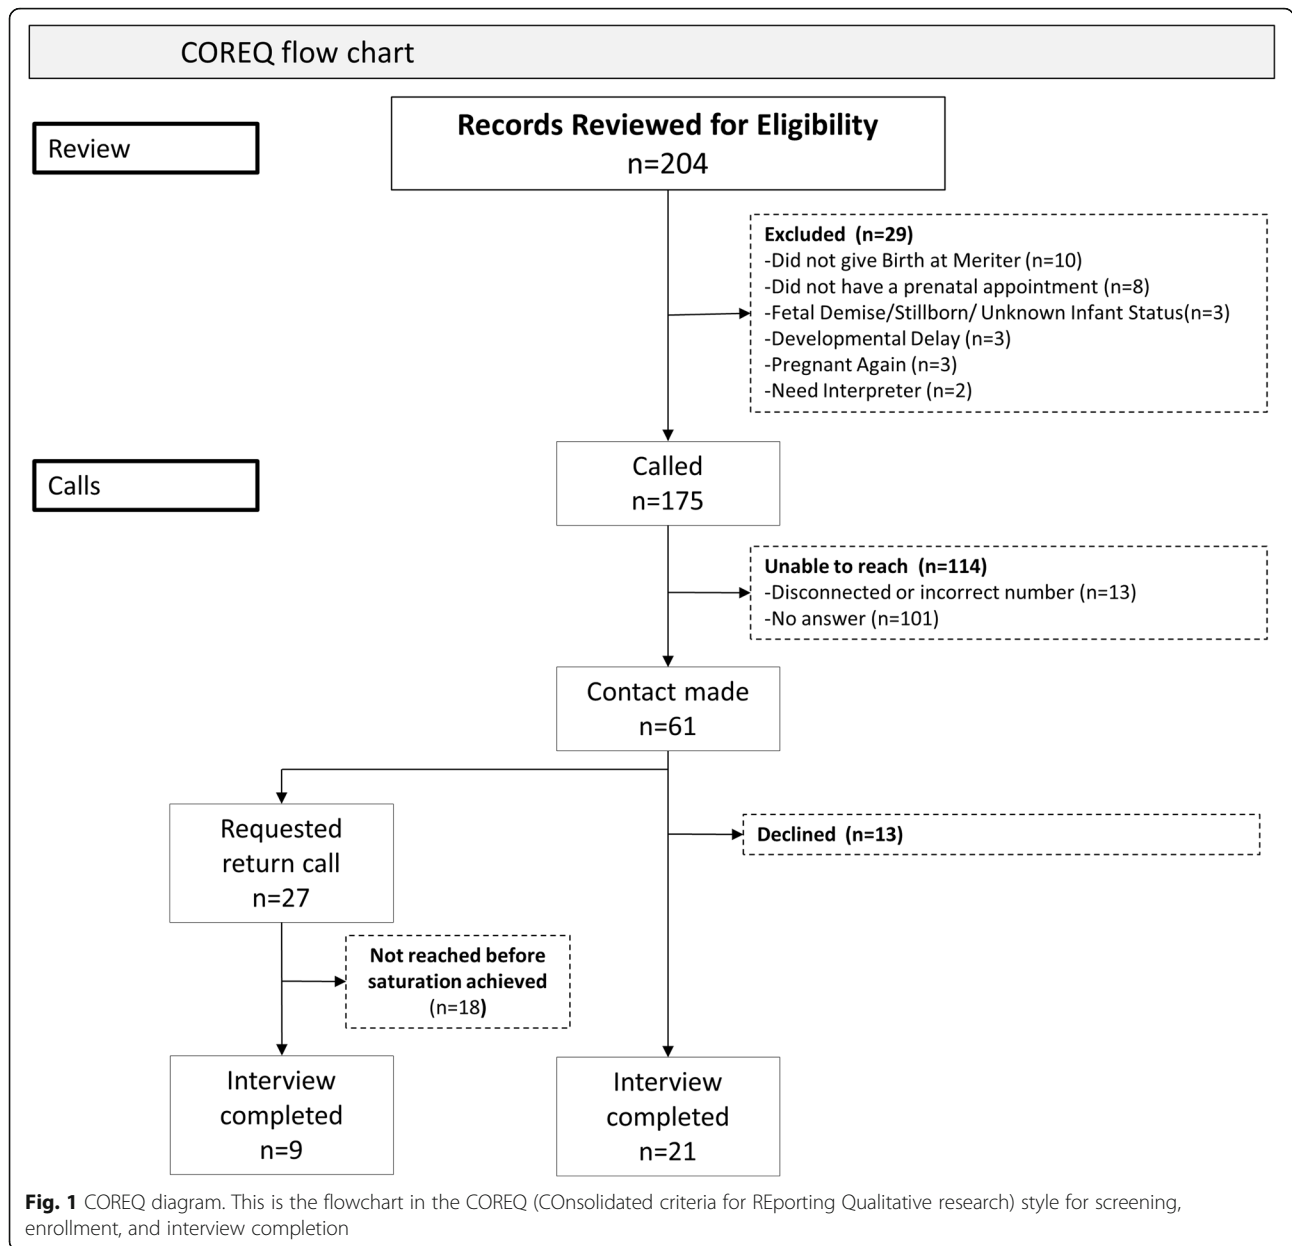 COREQ flow chart
Review
Records Reviewed for Eligibility
n=204
Excluded (n=29)
-Did not give Birth at Meriter (n=10)
-Did not have a prenatal appointment (n=8)
-Fetal Demise/Stillborn/ Unknown Infant Status(n=3)
-Developmental Delay (n=3)
-Pregnant Again (n=3)
-Need Interpreter (n=2)
Calls
Called
n=175
Unable to reach (n=114)
-Disconnected or incorrect number (n=13)
-No answer (n=101)
Contact made
n=61
Requested
return call
n=27
Declined (n=13)
Not reached before
saturation achieved
(n=18)
Interview
completed
n=9
Interview
completed
n=21
Fig. 1 COREQ diagram. This is the flowchart in the COREQ (COnsolidated criteria for REporting Qualitative research) style for screening,
enrollment, and interview completion